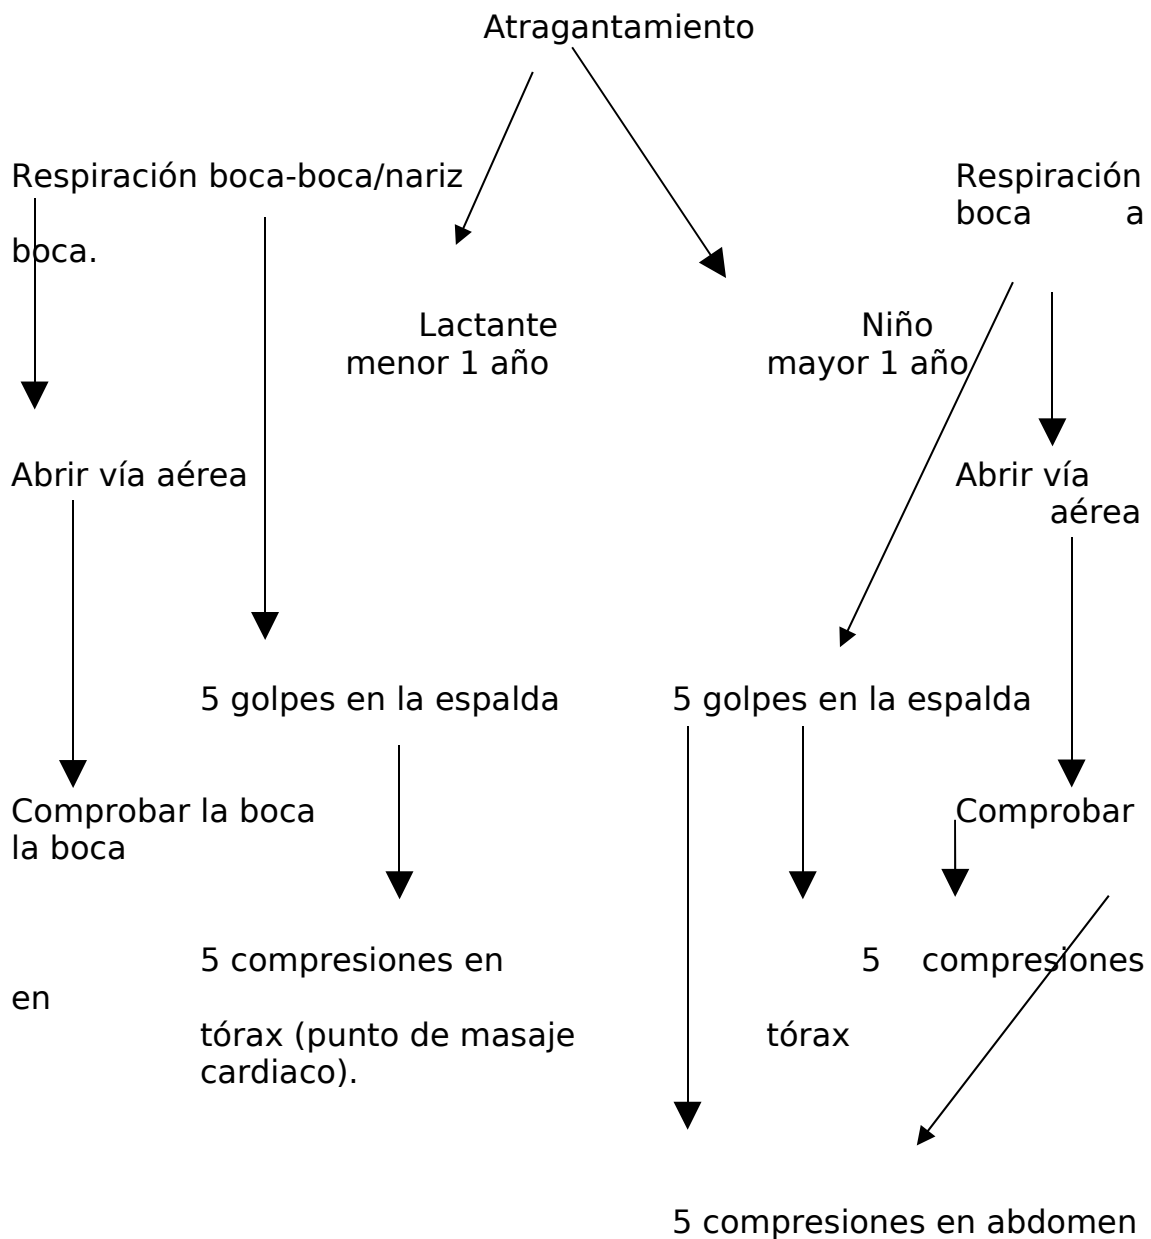 Atragantamiento
Respiración boca-boca/nariz Respiración
boca a
boca.
Lactante Niño
menor 1 año mayor 1 año
Abrir vía aérea Abrir vía
aérea
5 golpes en la espalda 5 golpes en la espalda
Comprobar la boca Comprobar
la boca
5 compresiones en 5 compresiones
en
tórax (punto de masaje tórax
cardiaco).
5 compresiones en abdomen